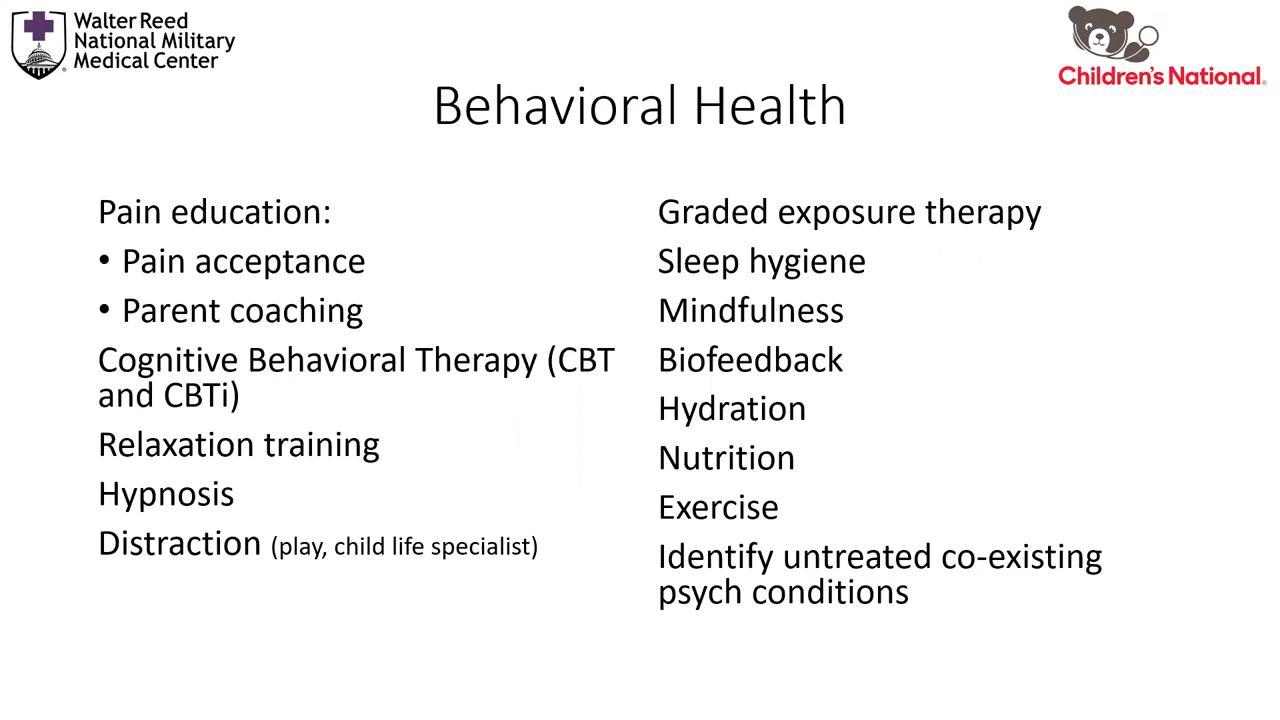 Walter Reed
National Military
Medical Center
Children's National
Behavioral Health
Pain education:
• Pain acceptance
• Parent coaching
Cognitive Behavioral Therapy (CBT
and CBTi)
Relaxation training
Hypnosis
Distraction (play, child life specialist)
Graded exposure therapy
Sleep hygiene
Mindfulness
Biofeedback
Hydration
Nutrition
Exercise
Identify untreated co-existing
psych conditions